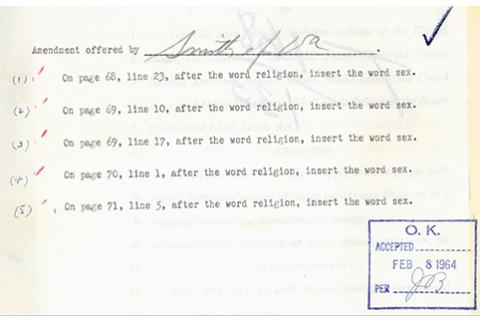 Amendment offered by Smith of Va.
(1) On page 68, line 23, after the word religion, insert the word sex.
(2) On page 69, line 10, after the word religion, insert the word sex.
(3) On page 69, line 17, after the word religion, insert the word sex.
(4) On page 70, line 1, after the word religion, insert the word sex.
(5) On page 71, line 5, after the word religion, insert the word sex.
O. K.
ACCEPTED
FEB 8 1964
PER JB